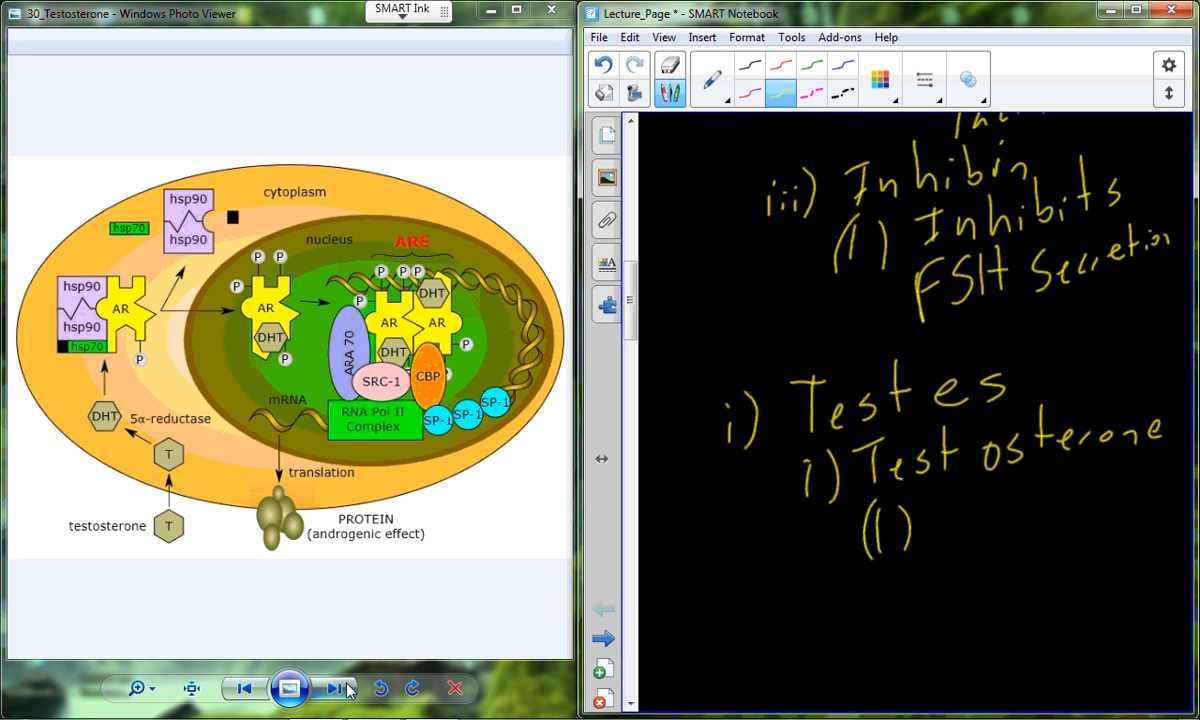 30_Testosterone - Windows Photo Viewer
SMART Ink
Lecture_Page * - SMART Notebook
File Edit View Insert Format Tools Add-ons Help
cytoplasm
hsp90
hsp70
hsp90
nucleus
ARE
P P
P P P
P
DHT
hsp90
AR
hsp90
hsp70
P
AR
DHT
P
P
AR
AR
P
DHT
ARA 70
SRC-1
CBP
DHT
5α-reductase
mRNA
RNA Pol II
Complex
SP-1
SP-1
SP-1
T
translation
testosterone
T
PROTEIN
(androgenic effect)
iii) Inhibin
(1) Inhibits
FSH Secretion
i) Testes
i) Testosterone
(1)